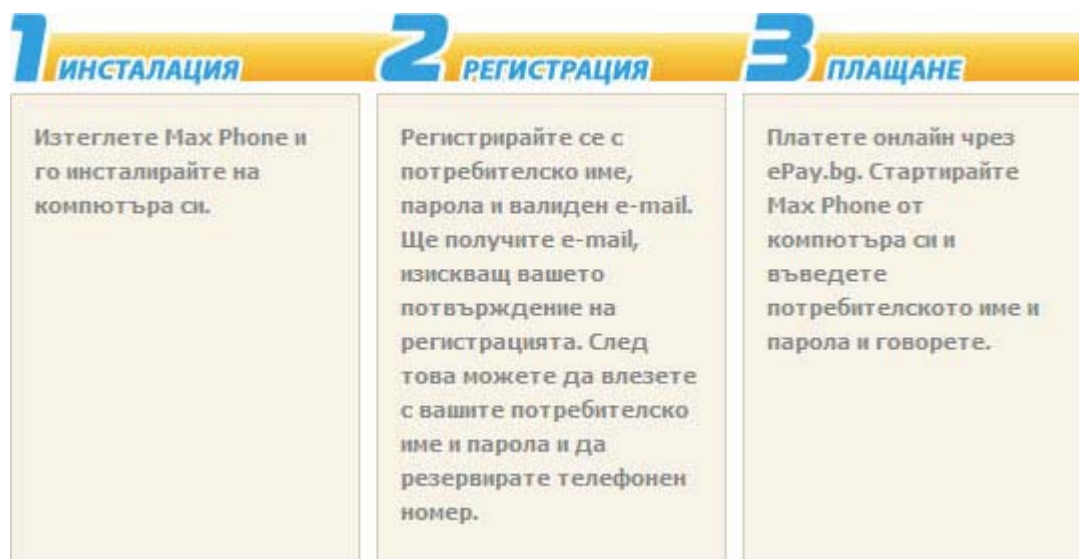 1 ИНСТАЛАЦИЯ
Изтеглете Max Phone и
го инсталирайте на
компютъра си.
2 РЕГИСТРАЦИЯ
Регистрирайте се с
потребителско име,
парола и валиден e-mail.
Ще получите e-mail,
изискващ вашето
потвърждение на
регистрацията. След
това можете да влезете
с вашите потребителско
име и парола и да
резервирате телефонен
номер.
3 ПЛАЩАНЕ
Платете онлайн чрез
ePay.bg. Стартирайте
Max Phone от
компютъра си и
въведете
потребителското име и
парола и говорете.